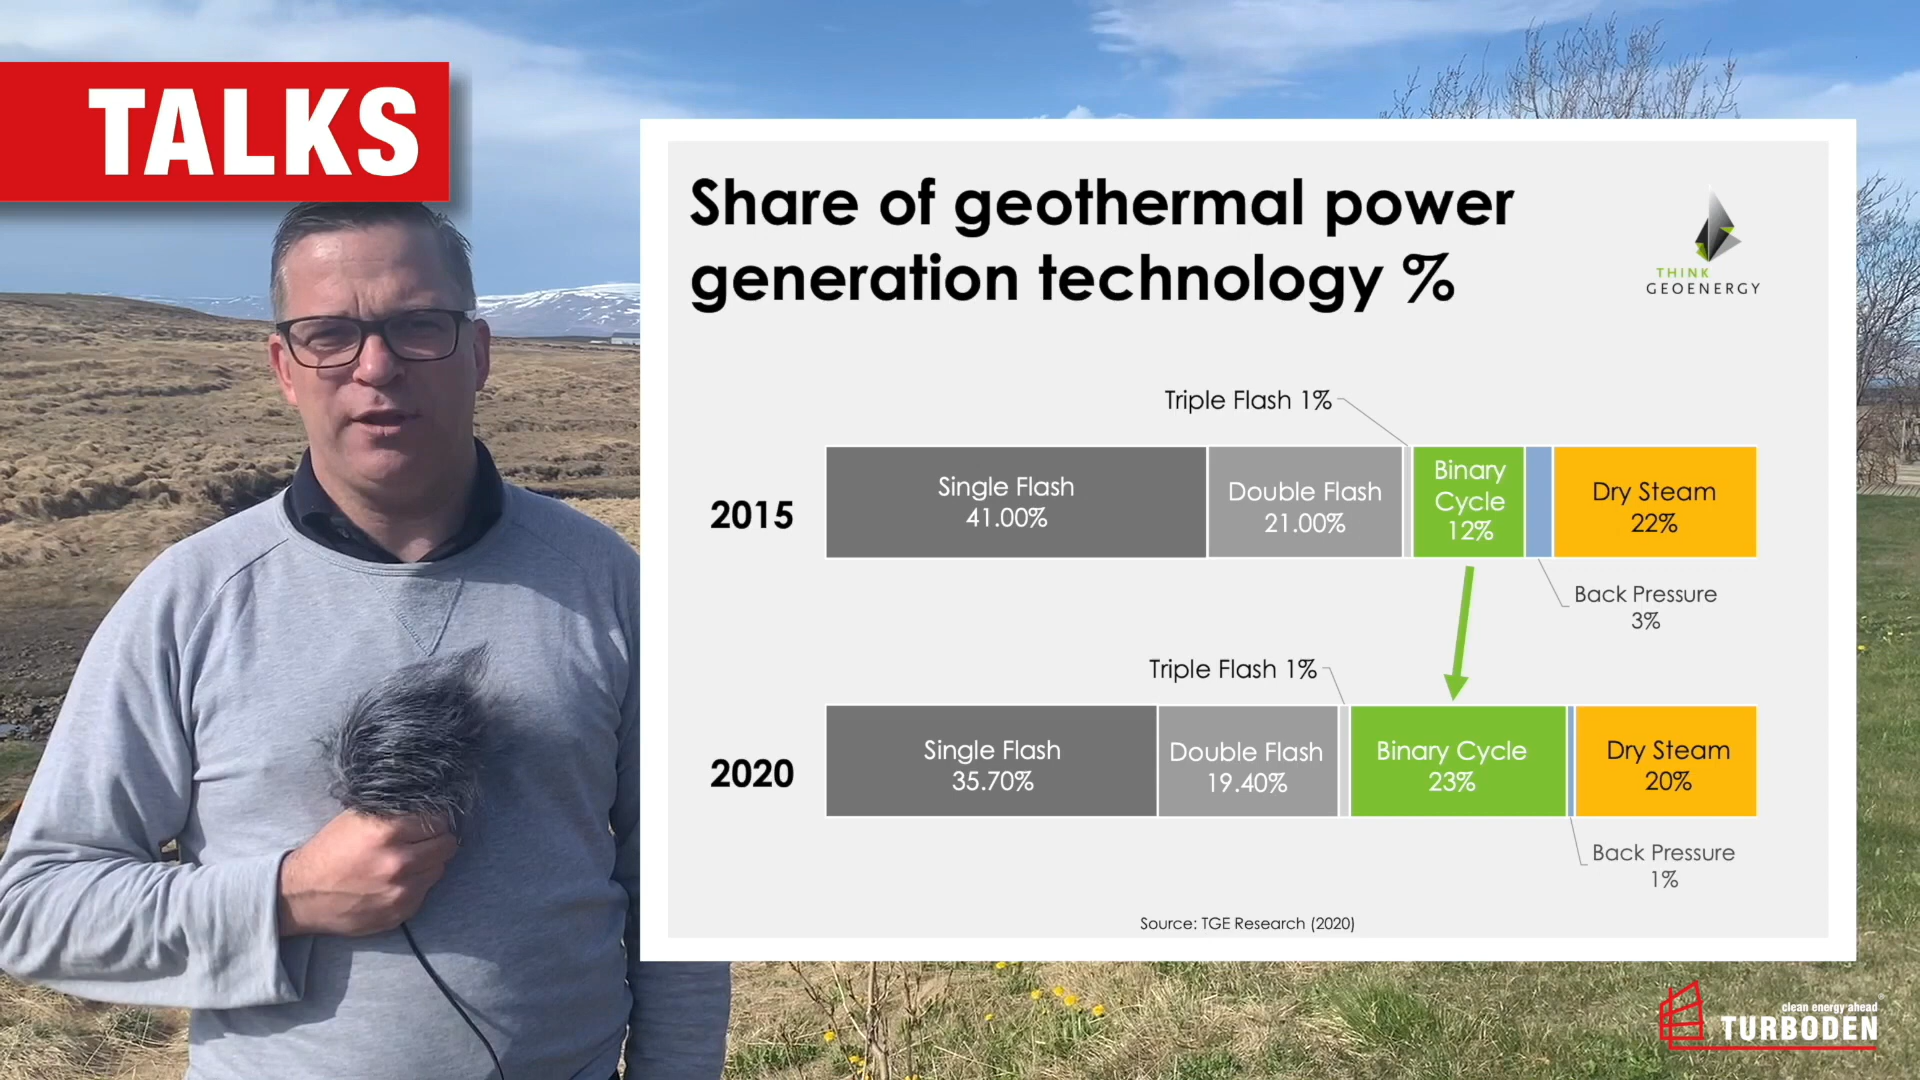 TALKS
Share of geothermal power
generation technology %
THINK
GEOENERGY
Triple Flash 1%
2015
Single Flash
41.00%
Double Flash
21.00%
Binary
Cycle
12%
Dry Steam
22%
Back Pressure
3%
Triple Flash 1%
2020
Single Flash
35.70%
Double Flash
19.40%
Binary Cycle
23%
Dry Steam
20%
Back Pressure
1%
Source: TGE Research (2020)
clean energy ahead
TURBODEN